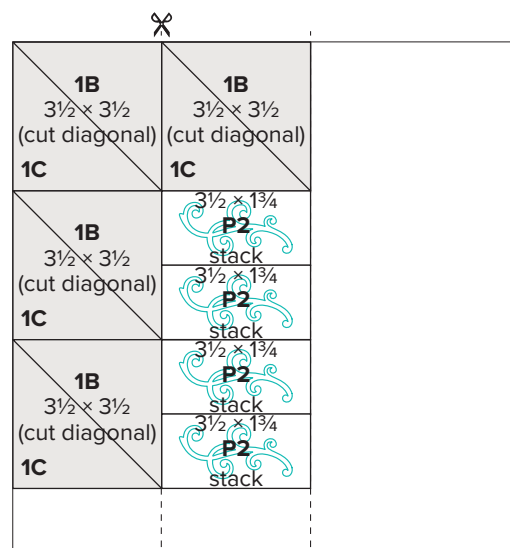 1B
3½ × 3½
(cut diagonal)
1C
1B
3½ × 3½
(cut diagonal)
1C
1B
3½ × 3½
(cut diagonal)
1C
3½ × 1¾
P2
stack
3½ × 1¾
P2
stack
1B
3½ × 3½
(cut diagonal)
1C
3½ × 1¾
P2
stack
3½ × 1¾
P2
stack